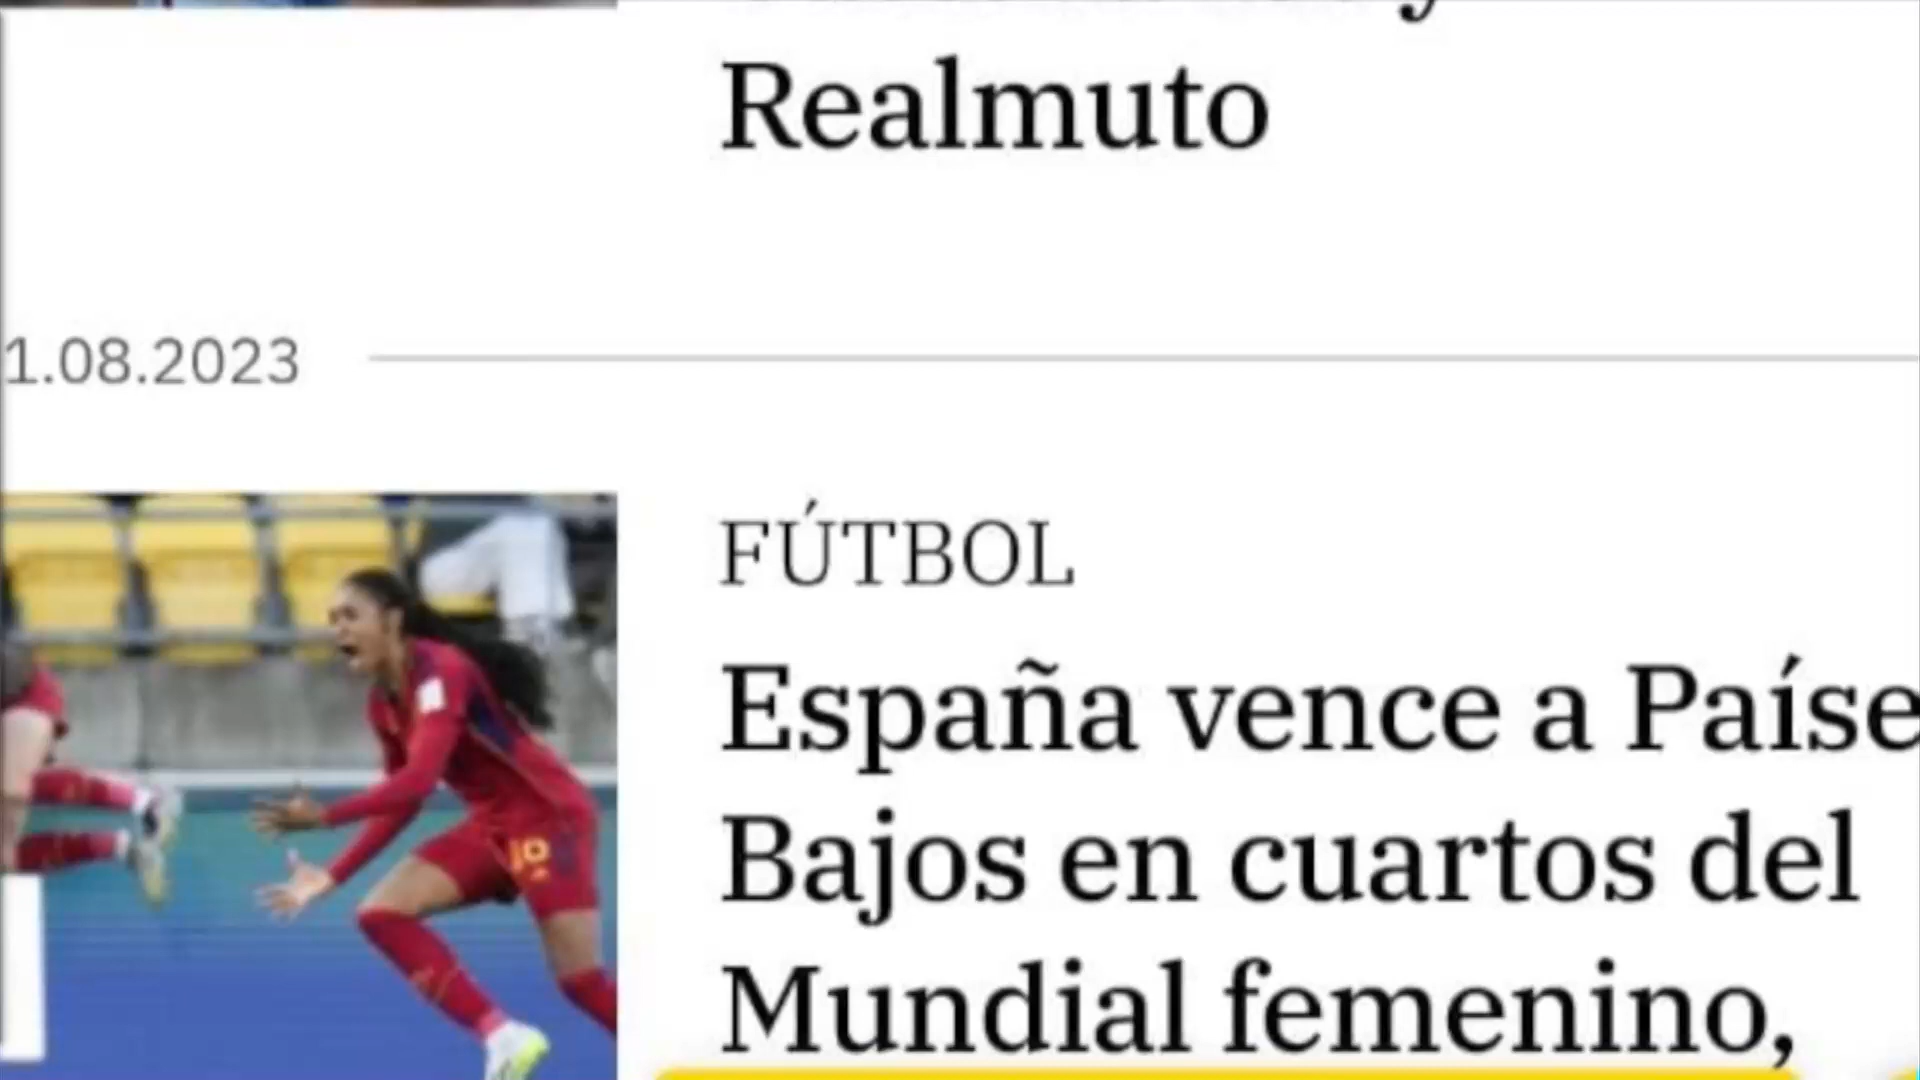 Realmuto
1.08.2023
FÚTBOL
España vence a Paíse
Bajos en cuartos del
Mundial femenino,